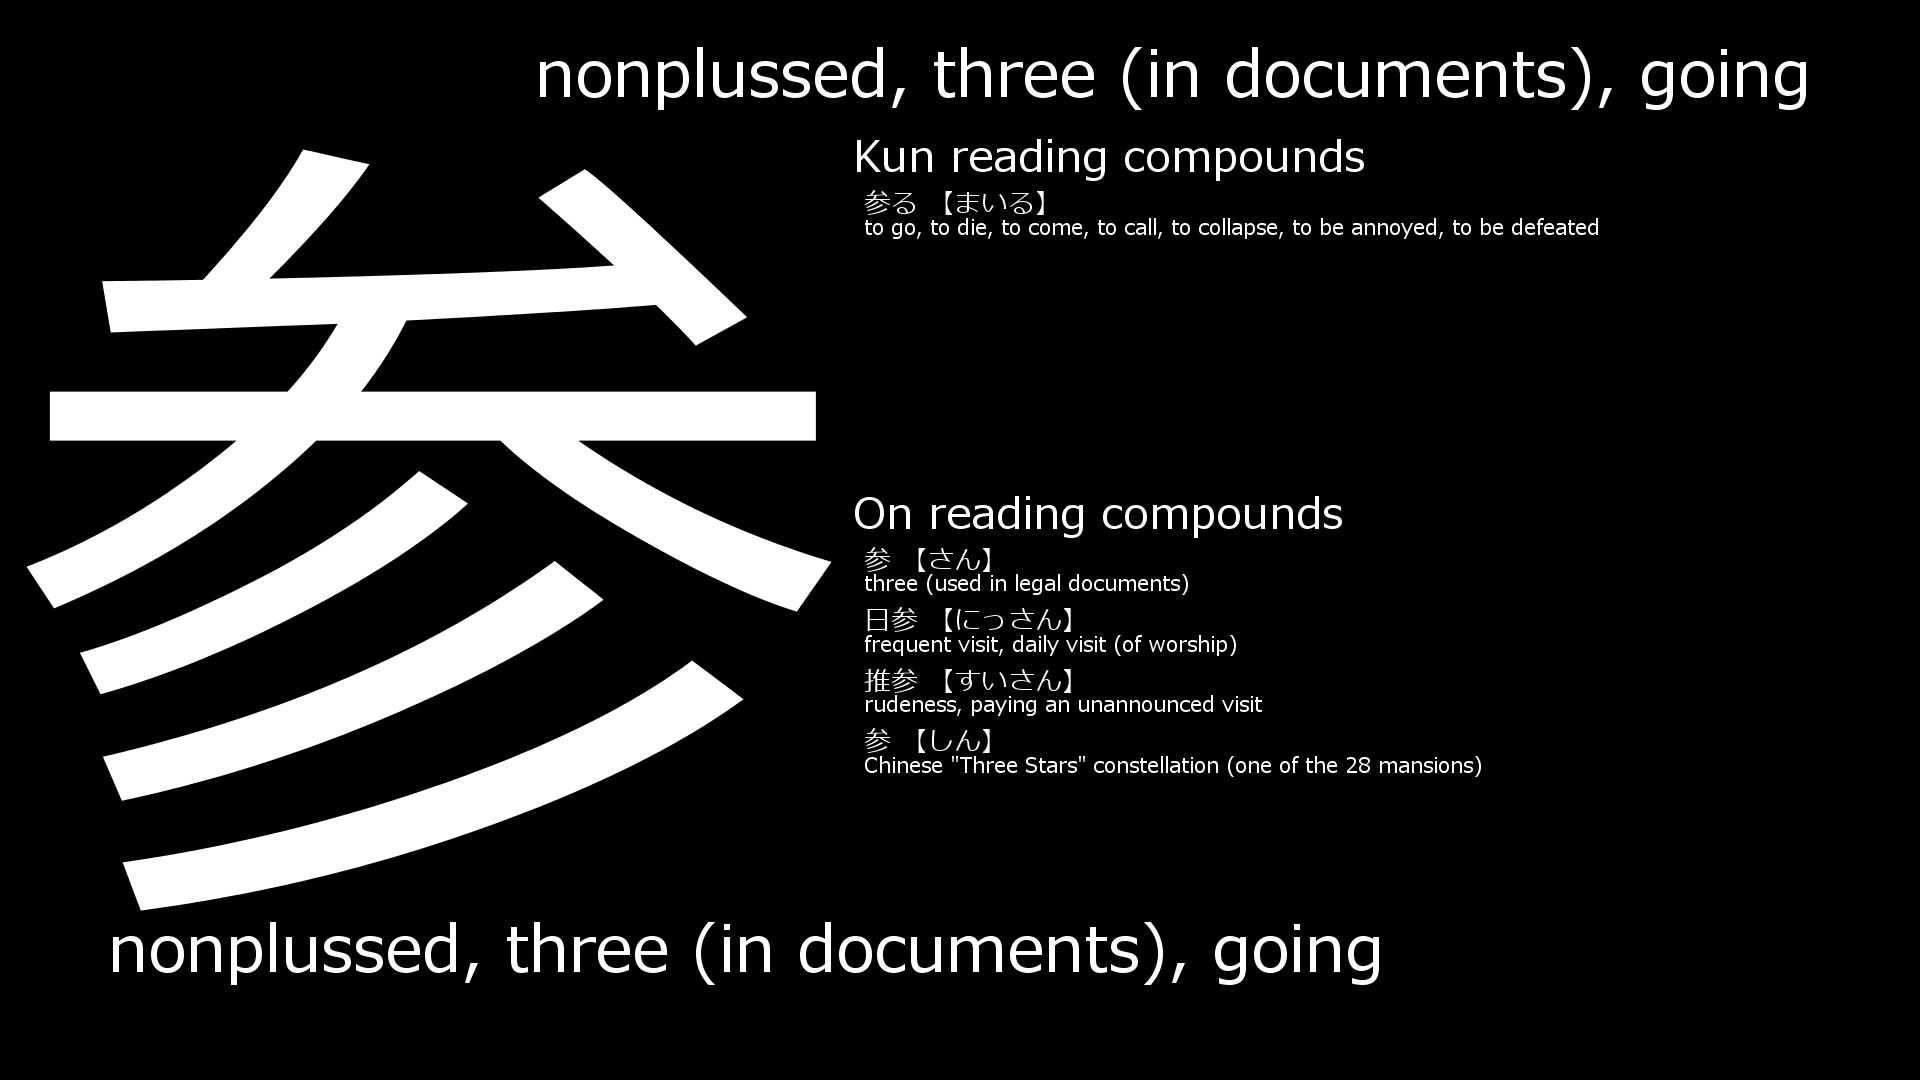 nonplussed, three (in documents), going
参
Kun reading compounds
参る 【まいる】
to go, to die, to come, to call, to collapse, to be annoyed, to be defeated
On reading compounds
参 【さん】
three (used in legal documents)
日参 【にっさん】
frequent visit, daily visit (of worship)
推参 【すいさん】
rudeness, paying an unannounced visit
参 【しん】
Chinese "Three Stars" constellation (one of the 28 mansions)
nonplussed, three (in documents), going